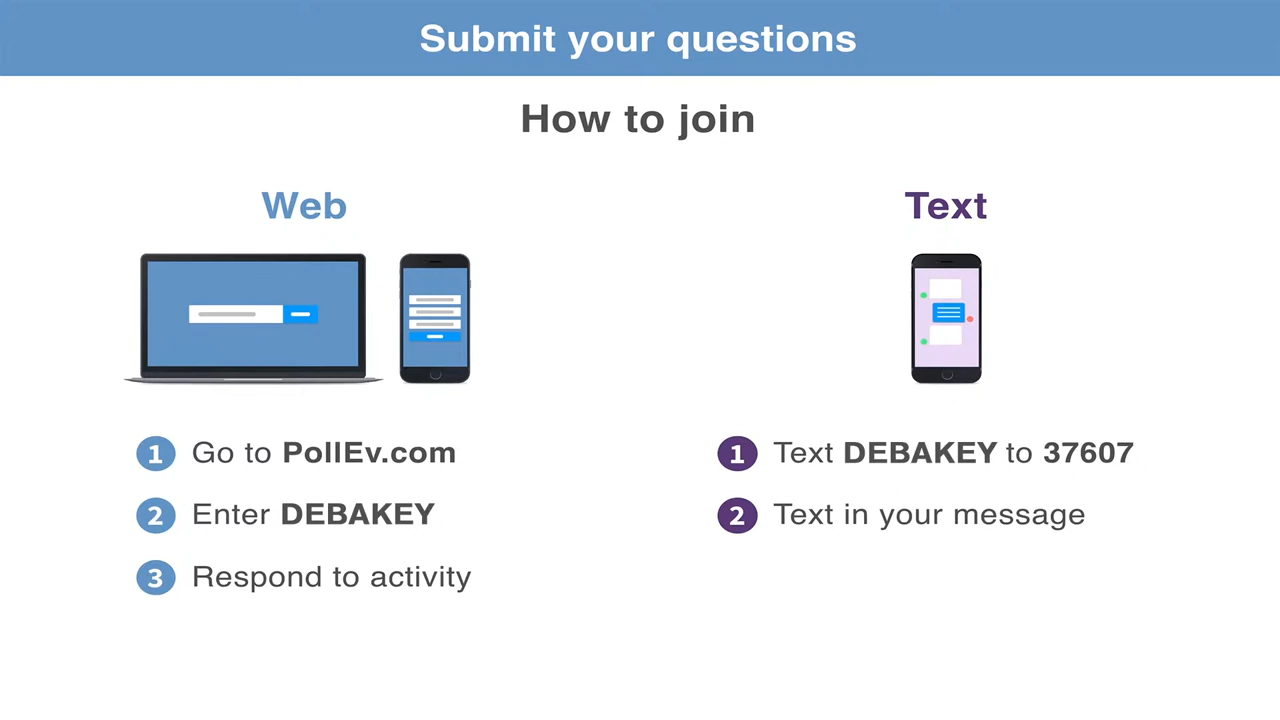 Submit your questions
How to join
Web
1 Go to PollEv.com
2 Enter DEBAKEY
3 Respond to activity
Text
1 Text DEBAKEY to 37607
2 Text in your message